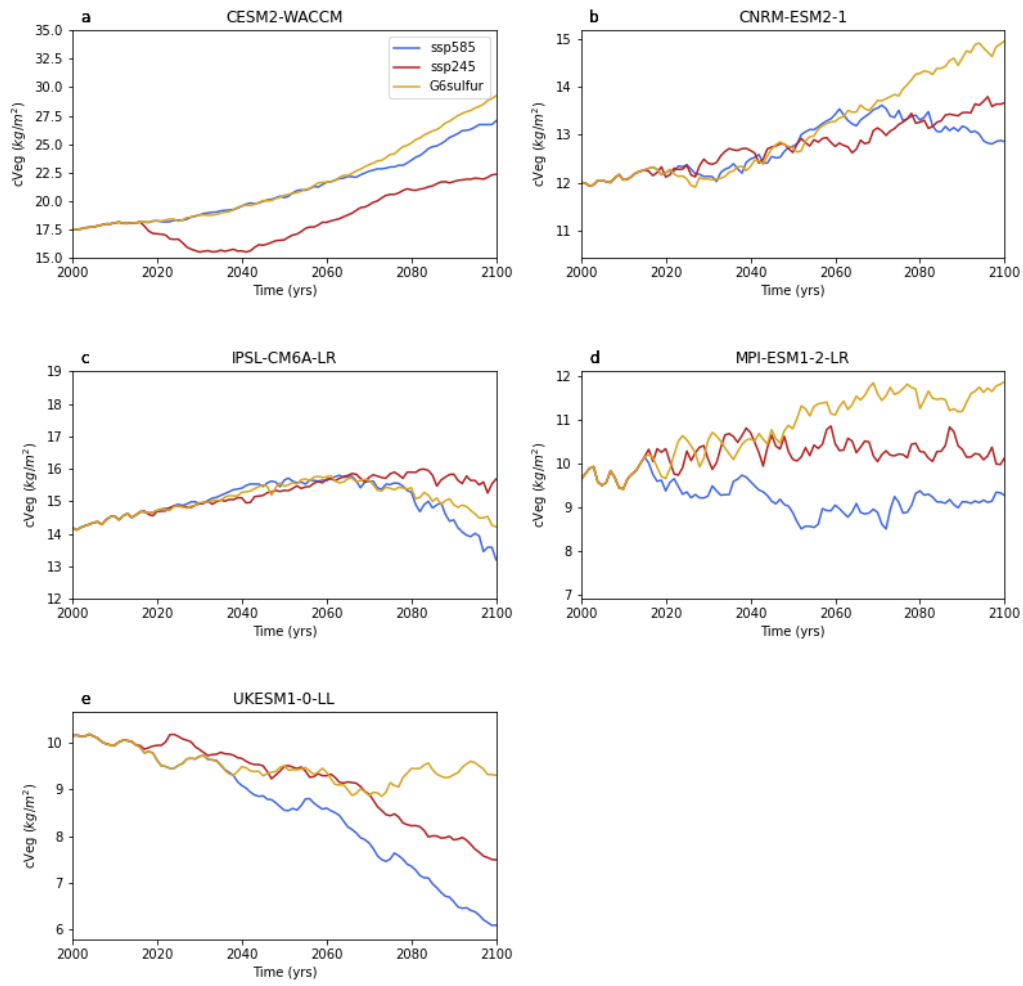 a CESM2-WACCM
35.0
32.5
30.0
27.5
25.0
22.5
20.0
17.5
15.0
cVeg (kg/m²)
ssp585
ssp245
G6sulfur
2000 2020 2040 2060 2080 2100
Time (yrs)
b CNRM-ESM2-1
15
14
13
12
11
cVeg (kg/m²)
2000 2020 2040 2060 2080 2100
Time (yrs)
c IPSL-CM6A-LR
19
18
17
16
15
14
13
12
cVeg (kg/m²)
2000 2020 2040 2060 2080 2100
Time (yrs)
d MPI-ESM1-2-LR
12
11
10
9
8
7
cVeg (kg/m²)
2000 2020 2040 2060 2080 2100
Time (yrs)
e UKESM1-0-LL
10
9
8
7
6
cVeg (kg/m²)
2000 2020 2040 2060 2080 2100
Time (yrs)